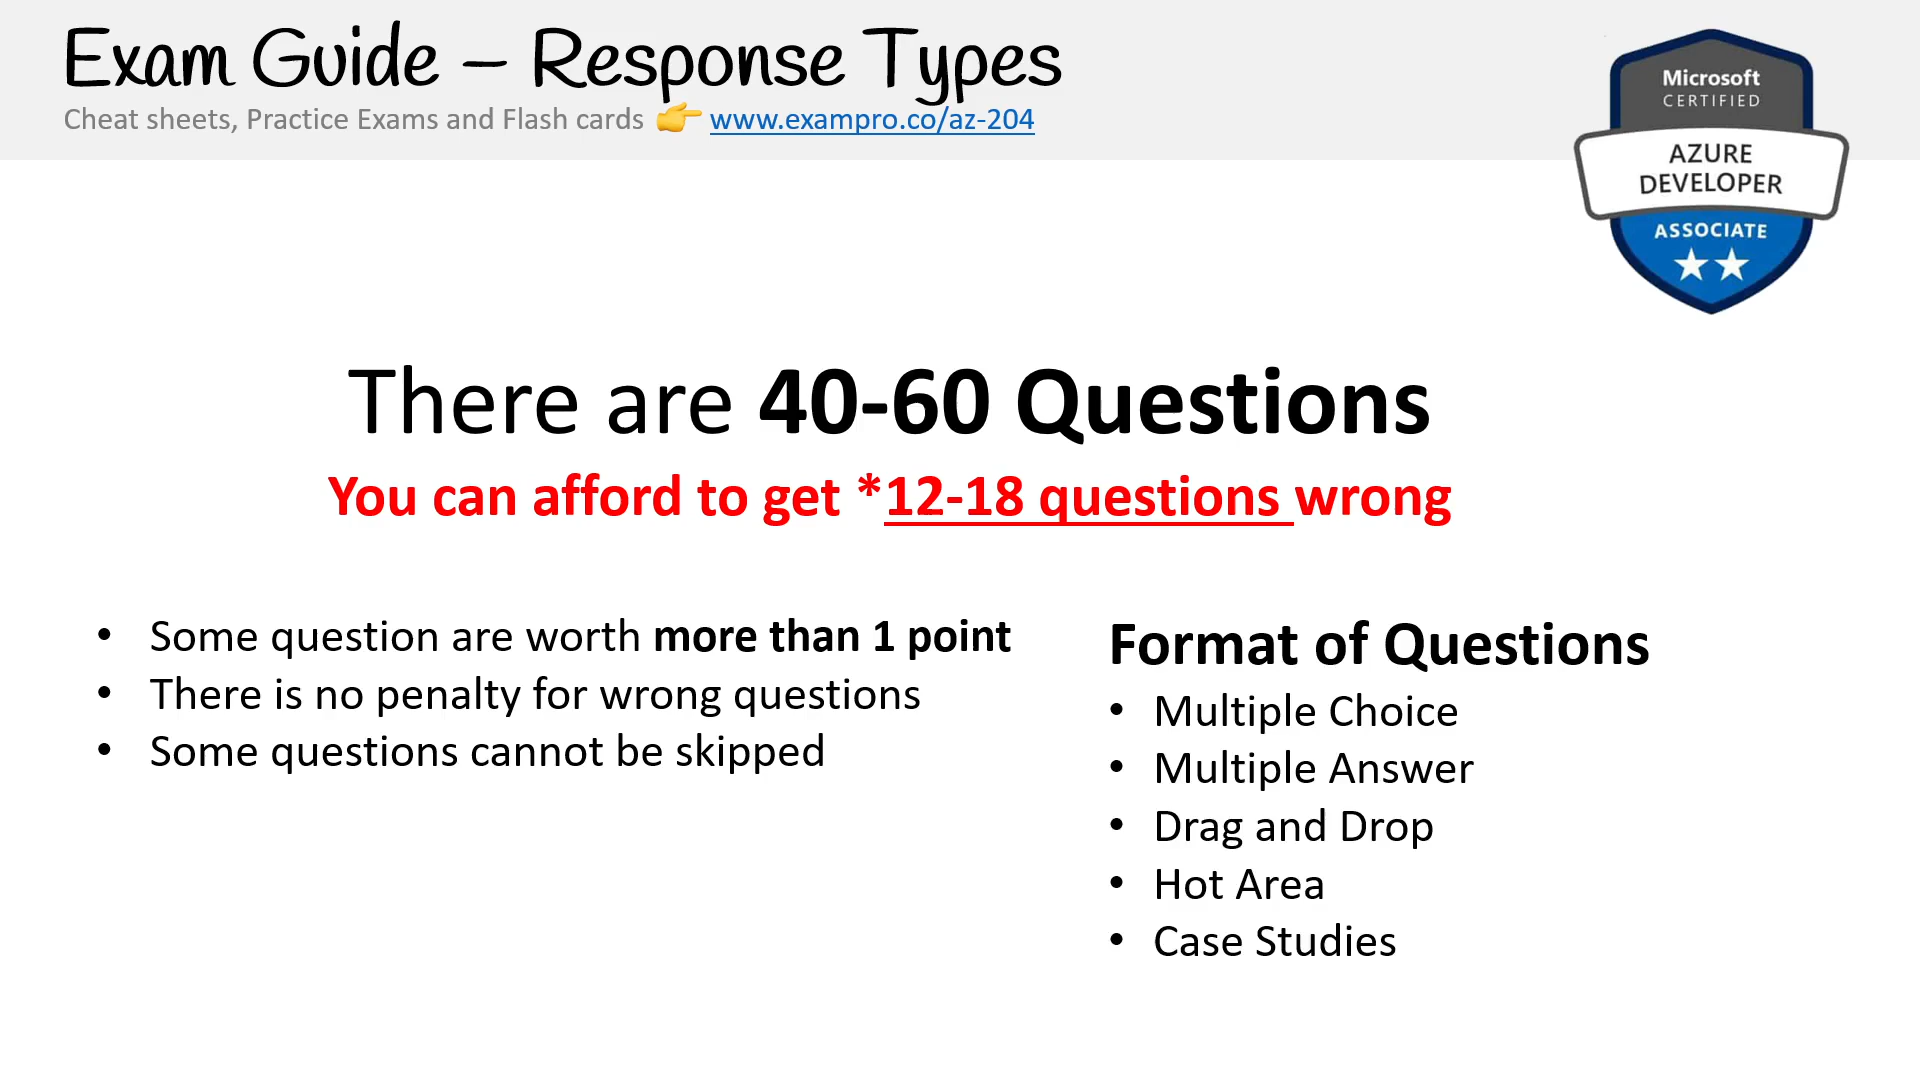 Exam Guide – Response Types
Cheat sheets, Practice Exams and Flash cards 👉 www.exampro.co/az-204
Microsoft
CERTIFIED
AZURE
DEVELOPER
ASSOCIATE
There are 40-60 Questions
You can afford to get *12-18 questions wrong
• Some question are worth more than 1 point
• There is no penalty for wrong questions
• Some questions cannot be skipped
Format of Questions
• Multiple Choice
• Multiple Answer
• Drag and Drop
• Hot Area
• Case Studies